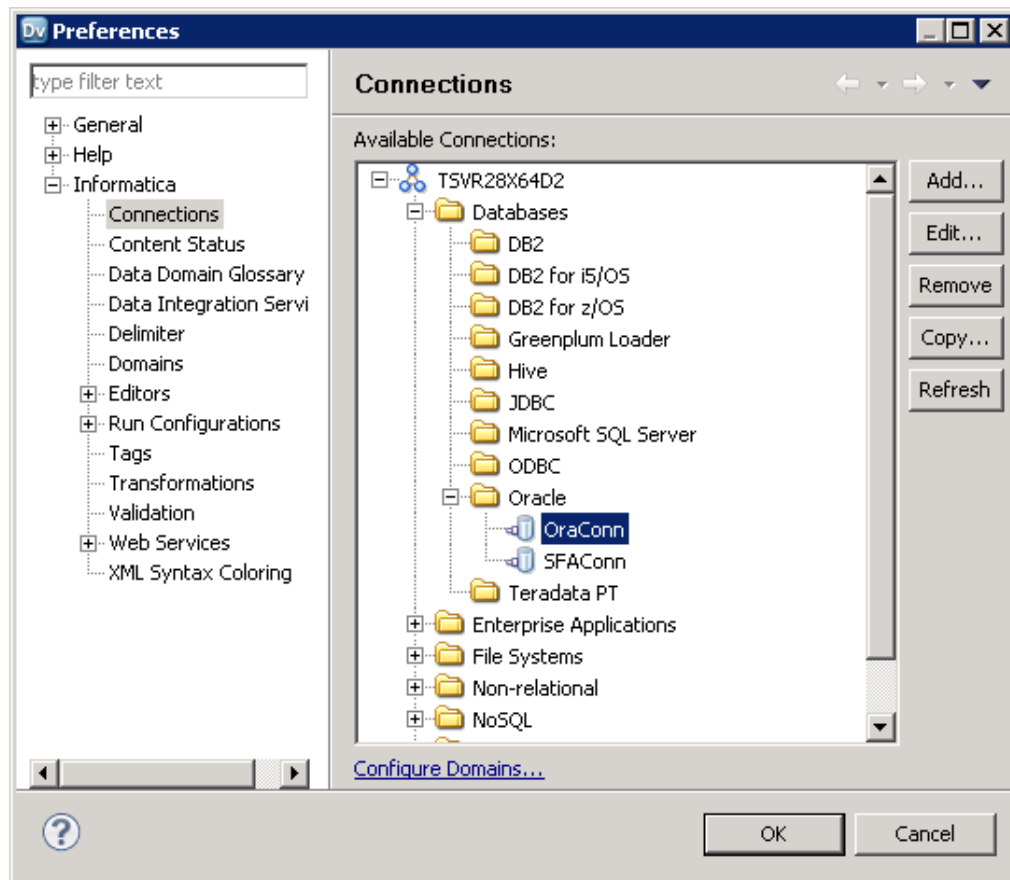 Dv Preferences
type filter text
General
Help
Informatica
Connections
Content Status
Data Domain Glossary
Data Integration Servi
Delimiter
Domains
Editors
Run Configurations
Tags
Transformations
Validation
Web Services
XML Syntax Coloring
Connections
Available Connections:
TSVR28X64D2
Databases
DB2
DB2 for i5/OS
DB2 for z/OS
Greenplum Loader
Hive
JDBC
Microsoft SQL Server
ODBC
Oracle
OraConn
SFAConn
Teradata PT
Enterprise Applications
File Systems
Non-relational
NoSQL
Add...
Edit...
Remove
Copy...
Refresh
Configure Domains...
?
OK
Cancel